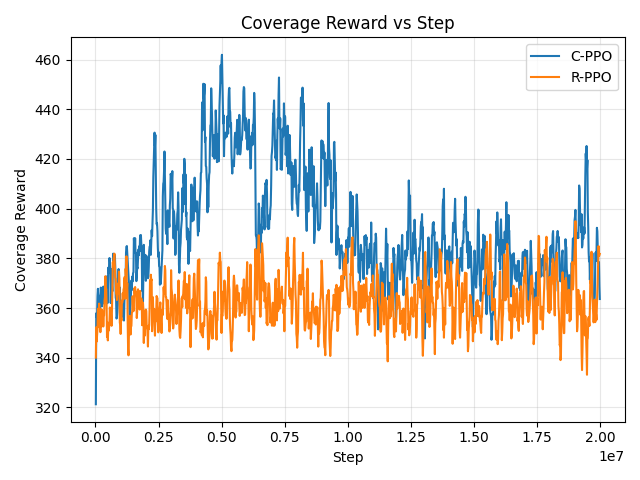 Coverage Reward vs Step
C-PPO
R-PPO
Coverage Reward
460
440
420
400
380
360
340
320
0.00 0.25 0.50 0.75 1.00 1.25 1.50 1.75 2.00
1e7
Step